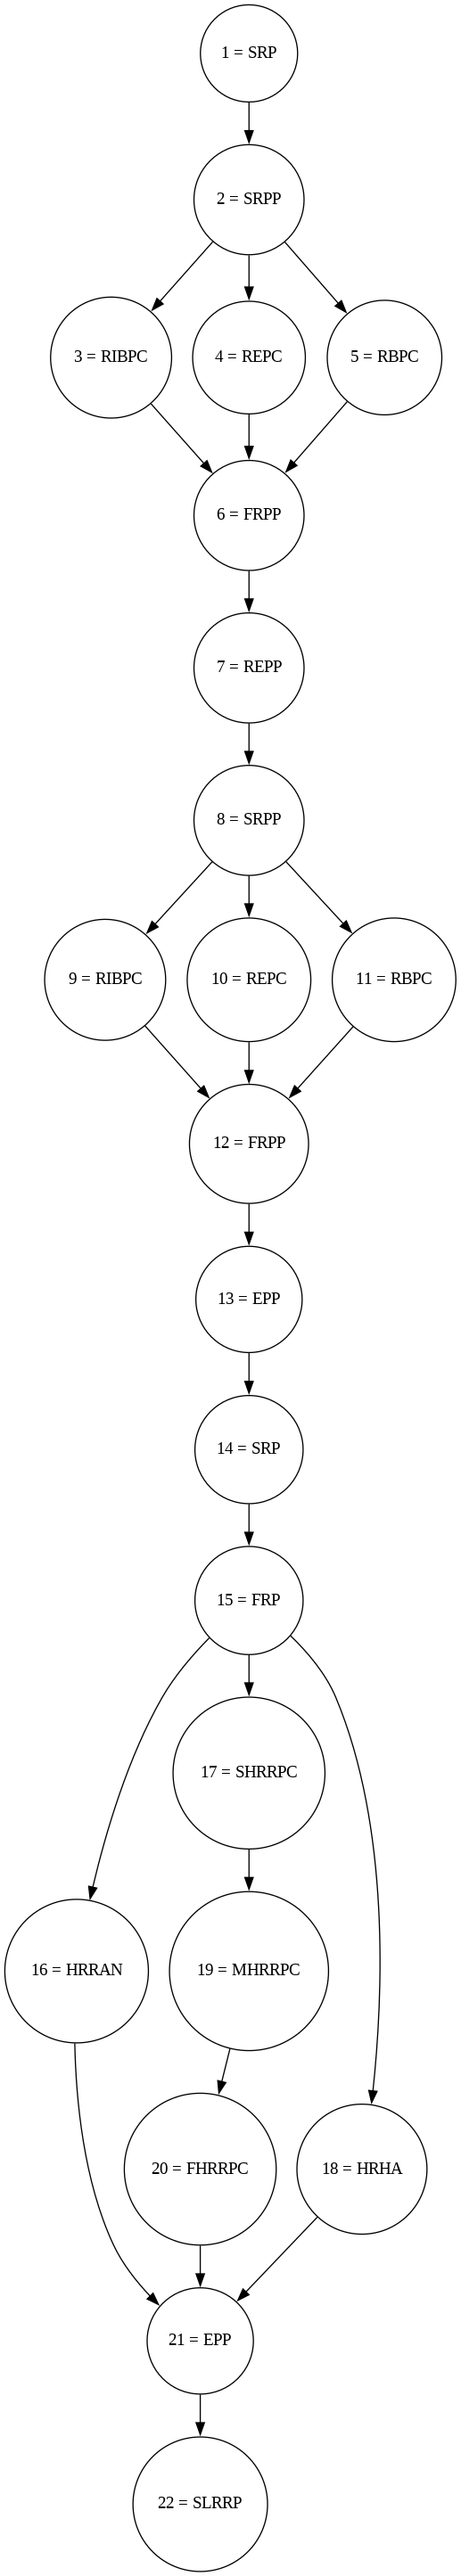 1 = SRP
2 = SRPP
3 = RIBPC
4 = REPC
5 = RBPC
6 = FRPP
7 = REPP
8 = SRPP
9 = RIBPC
10 = REPC
11 = RBPC
12 = FRPP
13 = EPP
14 = SRP
15 = FRP
17 = SHRRPC
16 = HRRAN
19 = MHRRPC
20 = FHRRPC
18 = HRHA
21 = EPP
22 = SLRRP